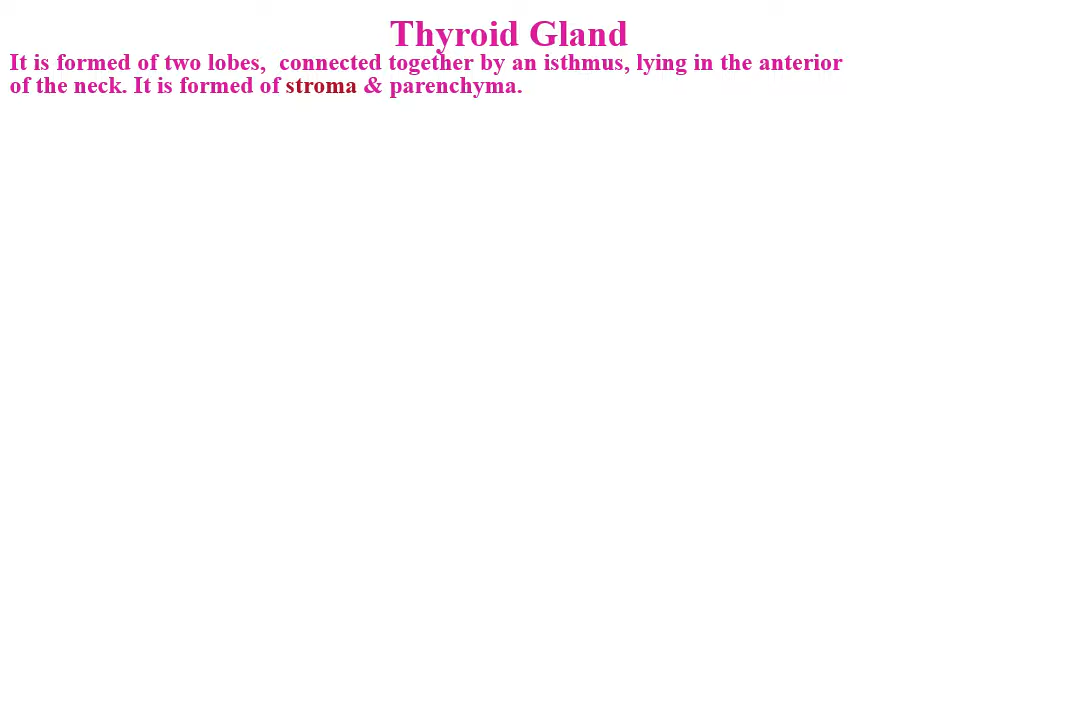 Thyroid Gland
It is formed of two lobes,  connected together by an isthmus, lying in the anterior
of the neck. It is formed of stroma & parenchyma.